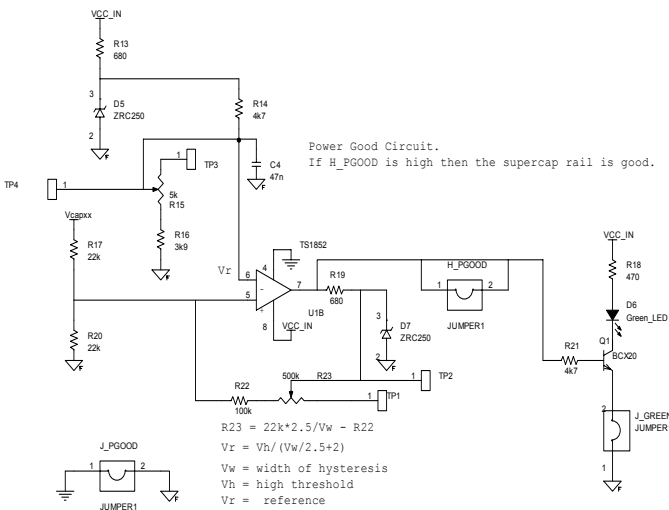 VCC_IN
R13
680
3
D5
ZRC250
2
F
R14
4k7
C4
47n
F
Power Good Circuit.
If H_PGOOD is high then the supercap rail is good.
1
TP3
TP4
1
5k
R15
Vcapxx
R17
22k
R16
3k9
F
TS1852
4
Vr
6
-
5
+
7
U1B
8
VCC_IN
R19
680
H_PGOOD
1
2
JUMPER1
VCC_IN
R18
470
D6
Green_LED
3
D7
ZRC250
2
F
Q1
BCX20
R21
4k7
R20
22k
F
500k
R23
1
TP2
R22
100k
1
TP1
2
J_GREEN
JUMPER
1
F
R23 = 22k*2.5/Vw - R22
Vr = Vh/(Vw/2.5+2)
Vw = width of hysteresis
Vh = high threshold
Vr = reference
J_PGOOD
1
2
F
JUMPER1